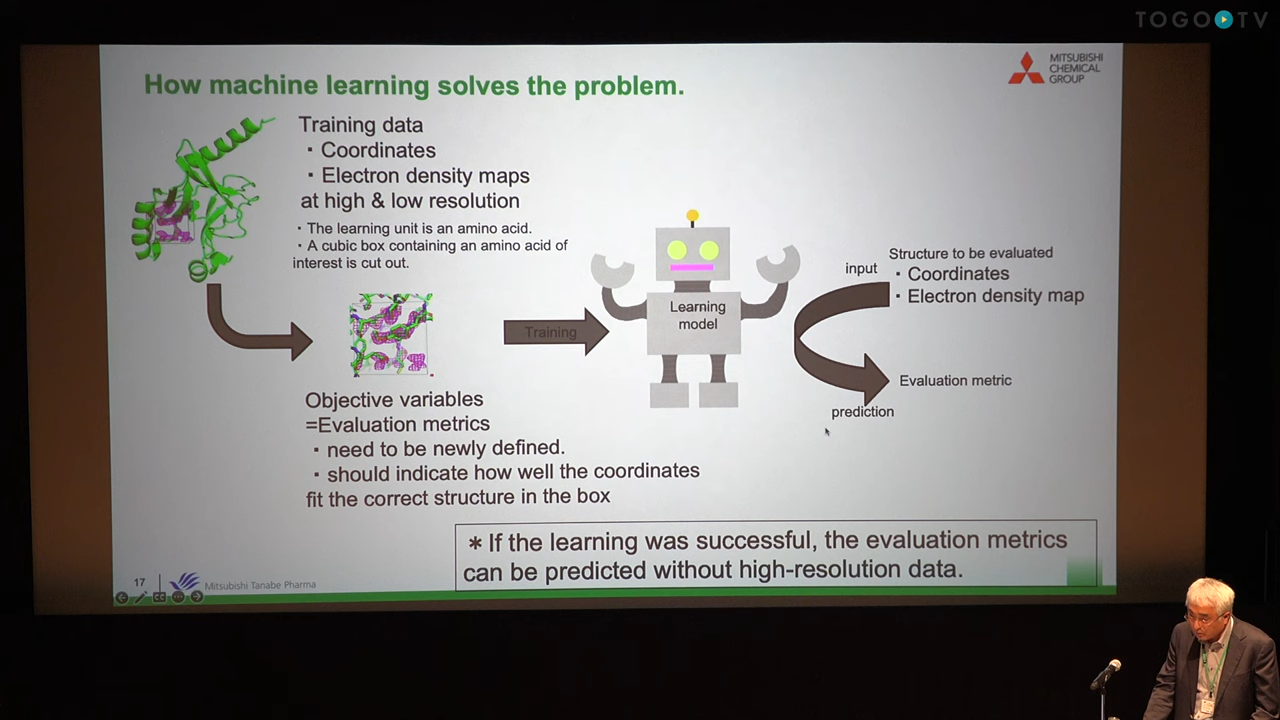 TOGO TV
How machine learning solves the problem.
MITSUBISHI
CHEMICAL
GROUP
Training data
・Coordinates
・Electron density maps
at high & low resolution
・The learning unit is an amino acid.
・A cubic box containing an amino acid of
interest is cut out.
Training
Learning
model
input
Structure to be evaluated
・Coordinates
・Electron density map
Evaluation metric
prediction
Objective variables
=Evaluation metrics
・need to be newly defined.
・should indicate how well the coordinates
fit the correct structure in the box
* If the learning was successful, the evaluation metrics
can be predicted without high-resolution data.
17
Mitsubishi Tanabe Pharma